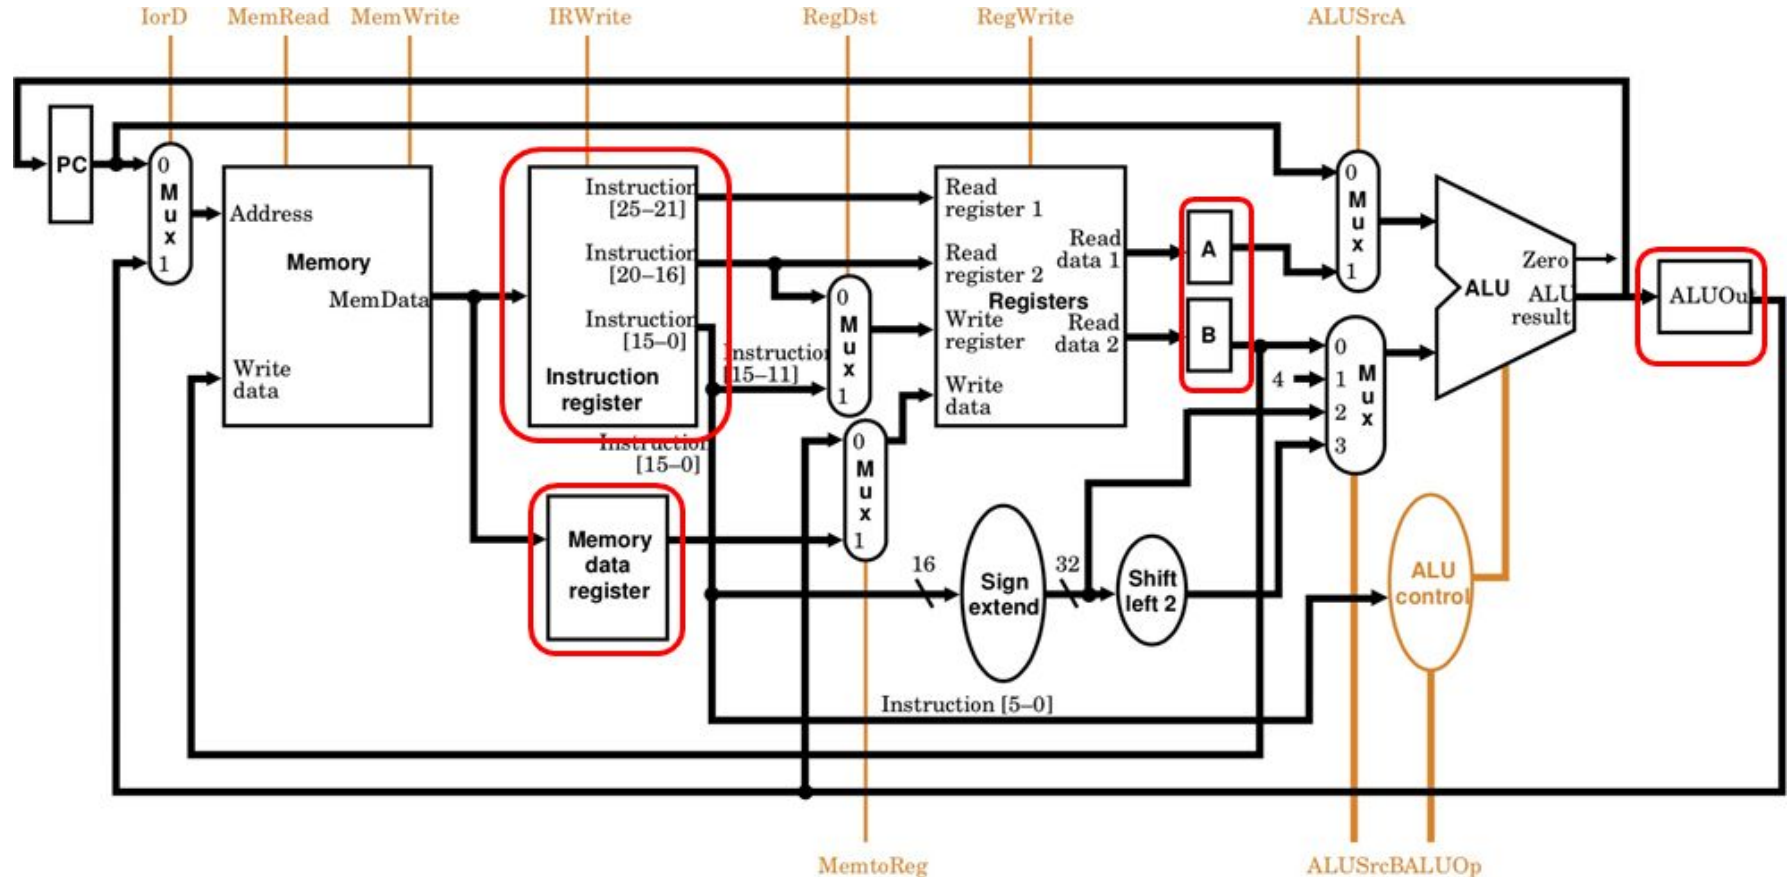 IorD MemRead MemWrite IRWrite RegDst RegWrite ALUSrcA
PC
0
M
u
x
1
Address
Memory
MemData
Write
data
Instruction
[25–21]
Instruction
[20–16]
Instruction
[15–0]
Instruction
register
Instruction
[15–11]
Instruction
[15–0]
Memory
data
register
0
M
u
x
1
0
M
u
x
1
Read
register 1
Read
register 2
Registers
Write
register
Write
data
Read
data 1
Read
data 2
A
B
0
M
u
x
1
4
0
1
2
3
M
u
x
Zero
ALU
ALU
result
ALUOu
16
Sign
extend
32
Shift
left 2
ALU
control
Instruction [5–0]
MemtoReg ALUSrcBALUOp